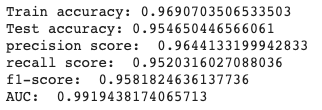 Train accuracy: 0.9690703506533503
Test accuracy: 0.954650446566061
precision score:  0.9644133199942833
recall score:  0.9520316027088036
f1-score:  0.9581824637137736
AUC:  0.9919438174065713